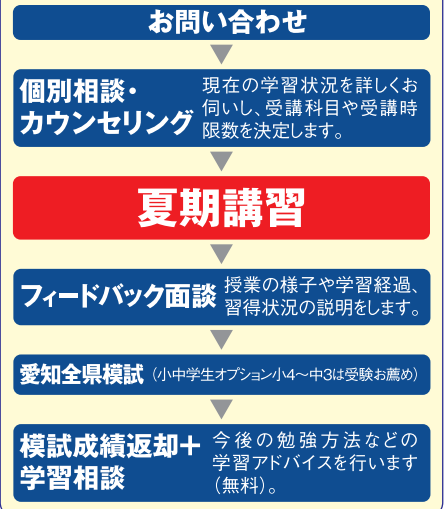 お問い合わせ
個別相談・
カウンセリング
現在の学習状況を詳しくお
伺いし、受講科目や受講時
限数を決定します。
夏期講習
フィードバック面談
授業の様子や学習経過、
習得状況の説明をします。
愛知全県模試（小中学生オプション小4～中3は受験お薦め）
模試成績返却＋
学習相談
今後の勉強方法などの
学習アドバイスを行います
（無料）。